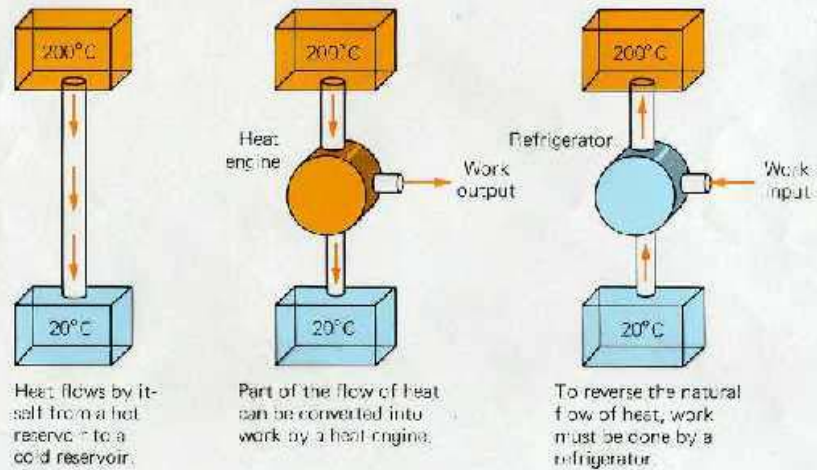 200°C
20°C
Heat flows by it-
self from a hot
reservoir to a
cold reservoir.
200°C
Heat
engine
Work
output
20°C
Part of the flow of heat
can be converted into
work by a heat engine.
200°C
Refrigerator
Work
input
20°C
To reverse the natural
flow of heat, work
must be done by a
refrigerator